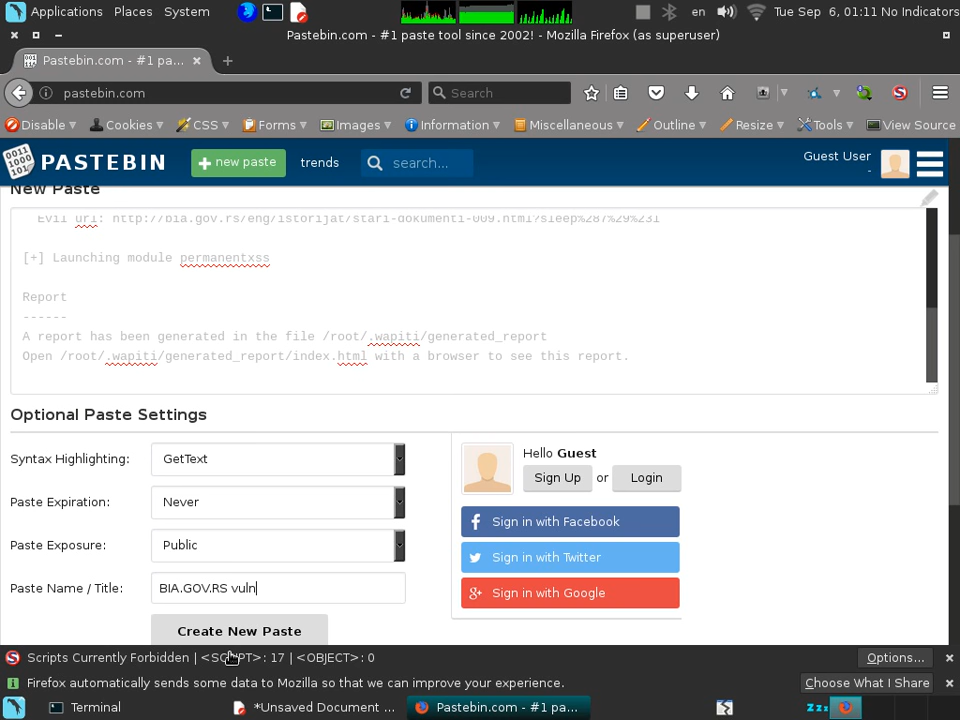 Applications Places System en Tue Sep 6, 01:11 No Indicators
Pastebin.com - #1 paste tool since 2002! - Mozilla Firefox (as superuser)
Pastebin.com - #1 pa...
pastebin.com Search
Disable Cookies CSS Forms Images Information Miscellaneous Outline Resize Tools View Source
PASTEBIN + new paste trends search... Guest User
-
New Paste
Evil url: http://bia.gov.rs/eng/istorijat/stari-dokumenti-009.html?sleep%287%29%231
[+] Launching module permanentxss
Report
------
A report has been generated in the file /root/.wapiti/generated_report
Open /root/.wapiti/generated_report/index.html with a browser to see this report.
Optional Paste Settings
Syntax Highlighting: GetText
Paste Expiration: Never
Paste Exposure: Public
Paste Name / Title: BIA.GOV.RS vuln
Create New Paste
Hello Guest
Sign Up or Login
Sign in with Facebook
Sign in with Twitter
Sign in with Google
Scripts Currently Forbidden | <SCRIPT>: 17 | <OBJECT>: 0 Options...
Firefox automatically sends some data to Mozilla so that we can improve your experience. Choose What I Share
Terminal *Unsaved Document ... Pastebin.com - #1 pa...